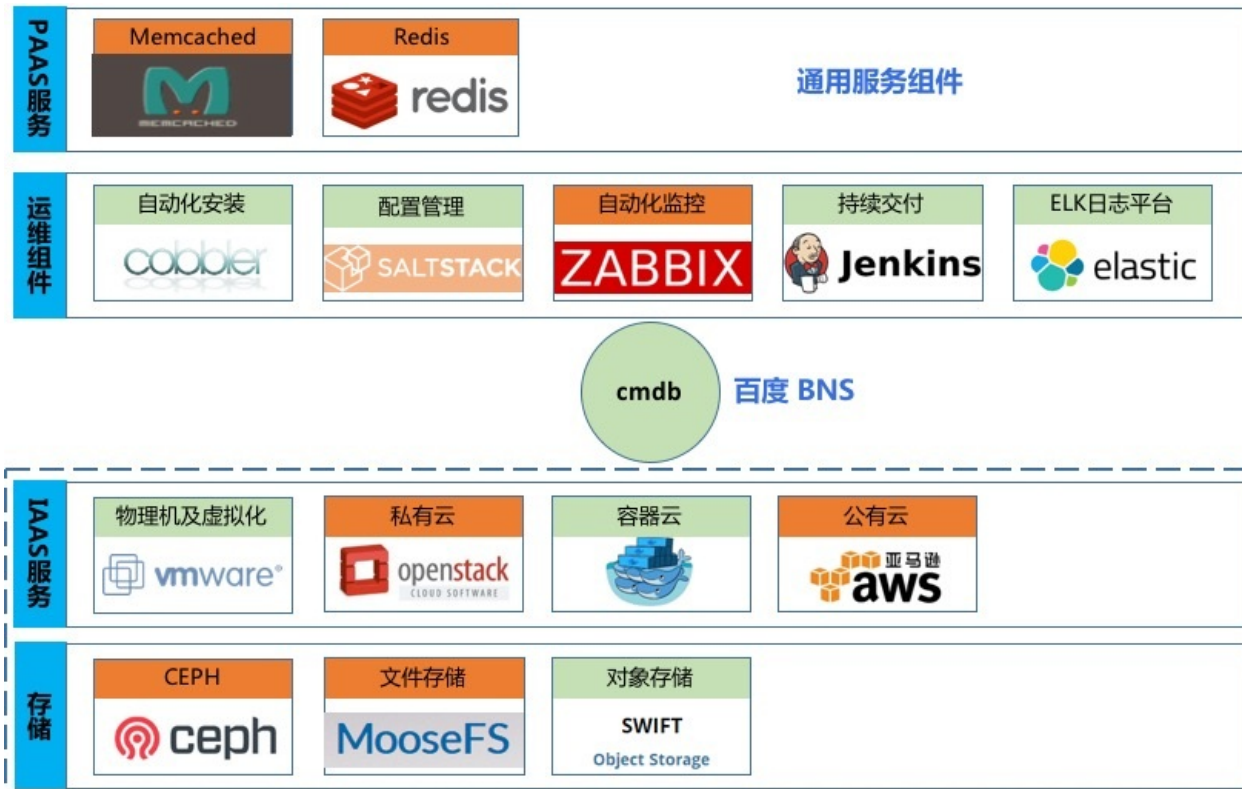 PAAS服务
Memcached
MEMCACHED
Redis
redis
通用服务组件
运维组件
自动化安装
cobbler
配置管理
SALTSTACK
自动化监控
ZABBIX
持续交付
Jenkins
ELK日志平台
elastic
cmdb
百度 BNS
IAAS服务
物理机及虚拟化
vmware®
私有云
openstack
CLOUD SOFTWARE
容器云
公有云
亚马逊
aws
存储
CEPH
ceph
文件存储
MooseFS
对象存储
SWIFT
Object Storage